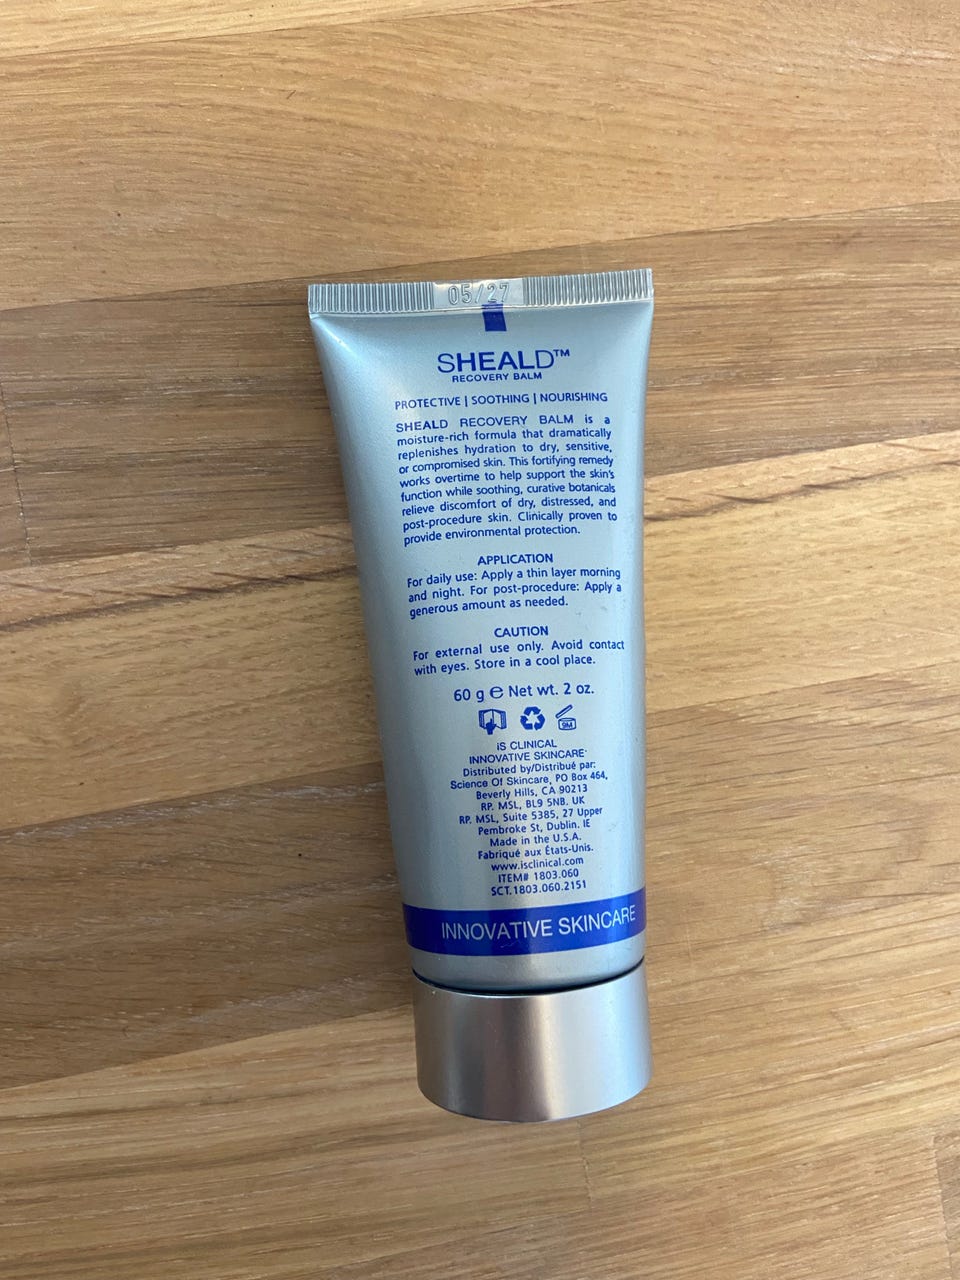 05/27
SHEALD™
RECOVERY BALM
PROTECTIVE | SOOTHING | NOURISHING
SHEALD RECOVERY BALM is a
moisture-rich formula that dramatically
replenishes hydration to dry, sensitive,
or compromised skin. This fortifying remedy
works overtime to help support the skin's
function while soothing, curative botanicals
relieve discomfort of dry, distressed, and
post-procedure skin. Clinically proven to
provide environmental protection.
APPLICATION
For daily use: Apply a thin layer morning
and night. For post-procedure: Apply a
generous amount as needed.
CAUTION
For external use only. Avoid contact
with eyes. Store in a cool place.
60 g ℮ Net wt. 2 oz.
9M
iS CLINICAL
INNOVATIVE SKINCARE
Distributed by/Distribué par:
Science Of Skincare, PO Box 464,
Beverly Hills, CA 90213
RP. MSL, BL9 5NB. UK
RP. MSL, Suite 5385, 27 Upper
Pembroke St, Dublin. IE
Made in the U.S.A.
Fabriqué aux États-Unis.
www.isclinical.com
ITEM# 1803.060
SCT.1803.060.2151
INNOVATIVE SKINCARE